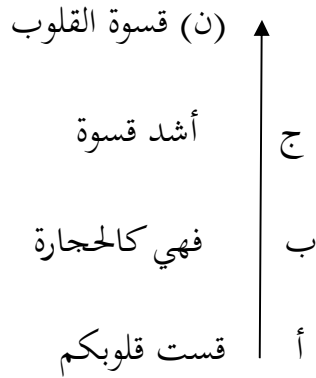 (ن) قسوة القلوب
ج أشد قسوة
ب فهي كالحجارة
أ قست قلوبكم